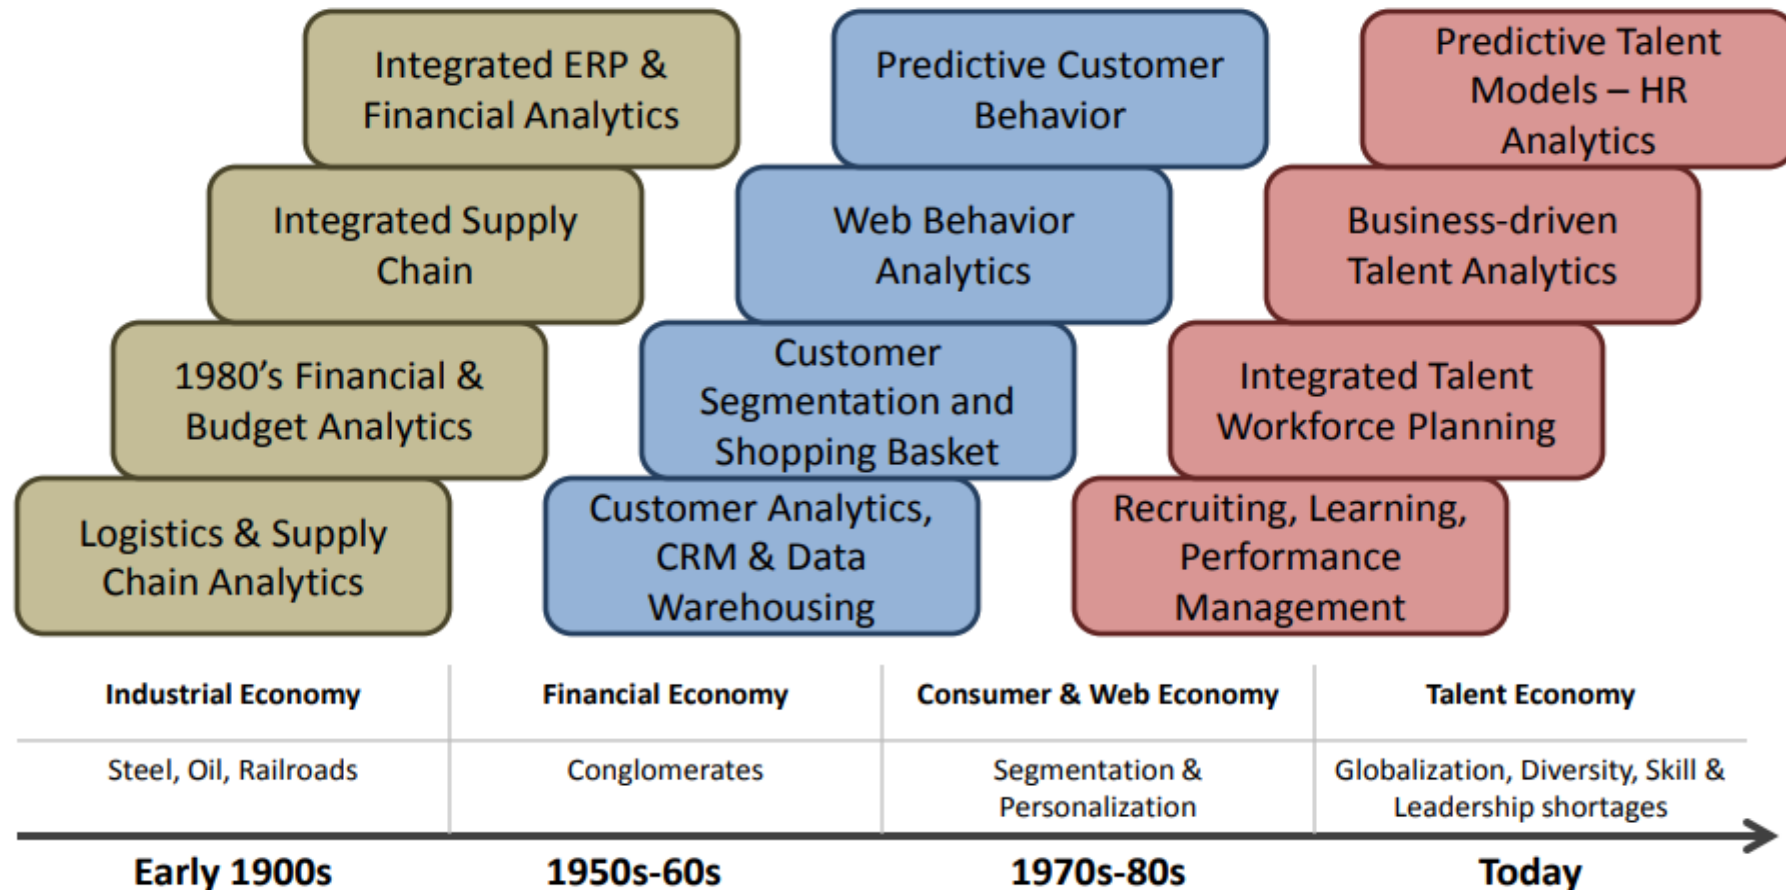 Integrated ERP &
Financial Analytics
Integrated Supply
Chain
1980’s Financial &
Budget Analytics
Logistics & Supply
Chain Analytics
Predictive Customer
Behavior
Web Behavior
Analytics
Customer
Segmentation and
Shopping Basket
Customer Analytics,
CRM & Data
Warehousing
Predictive Talent
Models – HR
Analytics
Business-driven
Talent Analytics
Integrated Talent
Workforce Planning
Recruiting, Learning,
Performance
Management
Industrial Economy
Financial Economy
Consumer & Web Economy
Talent Economy
Steel, Oil, Railroads
Conglomerates
Segmentation &
Personalization
Globalization, Diversity, Skill &
Leadership shortages
Early 1900s
1950s-60s
1970s-80s
Today